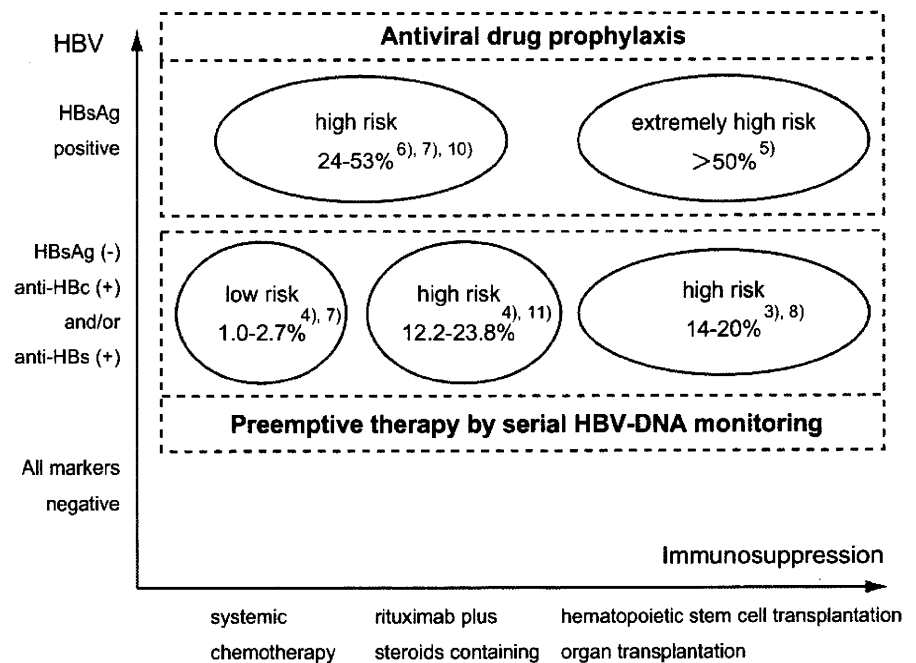 HBV
Antiviral drug prophylaxis
HBsAg
positive
high risk
24-53% 6), 7), 10)
extremely high risk
>50% 5)
HBsAg (-)
anti-HBc (+)
and/or
anti-HBs (+)
low risk
1.0-2.7% 4), 7)
high risk
12.2-23.8% 4), 11)
high risk
14-20% 3), 8)
Preemptive therapy by serial HBV-DNA monitoring
All markers
negative
Immunosuppression
systemic
chemotherapy
rituximab plus
steroids containing
hematopoietic stem cell transplantation
organ transplantation